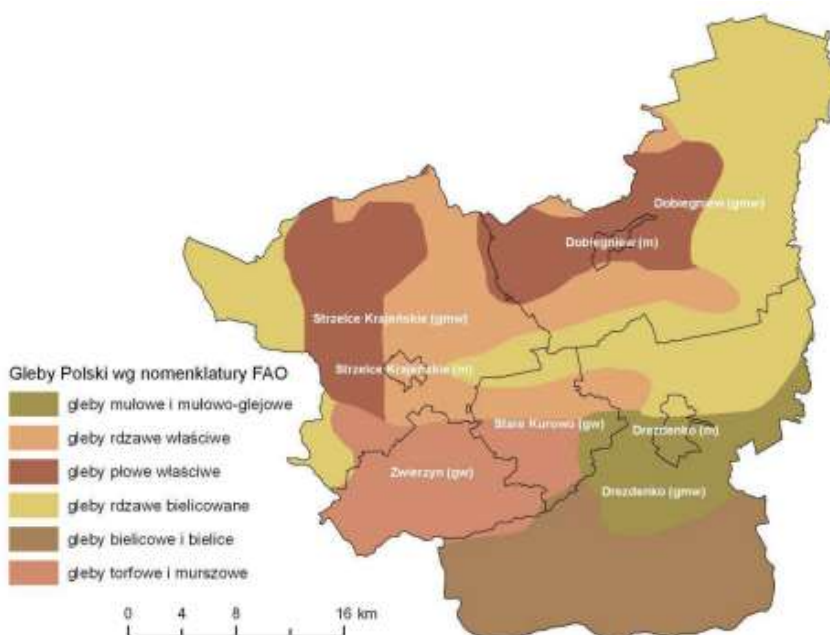 Dobiegniew (gmw)
Dobiegniew (m)
Strzelce Krajeńskie (gmw)
Strzelce Krajeńskie (m)
Stare Kurowo (gw)
Drezdenko (m)
Zwierzyn (gw)
Drezdenko (gmw)
Gleby Polski wg nomenklatury FAO
gleby mułowe i mułowo-glejowe
gleby rdzawe właściwe
gleby płowe właściwe
gleby rdzawe bielicowane
gleby bielicowe i bielice
gleby torfowe i murszowe
0 4 8 16 km